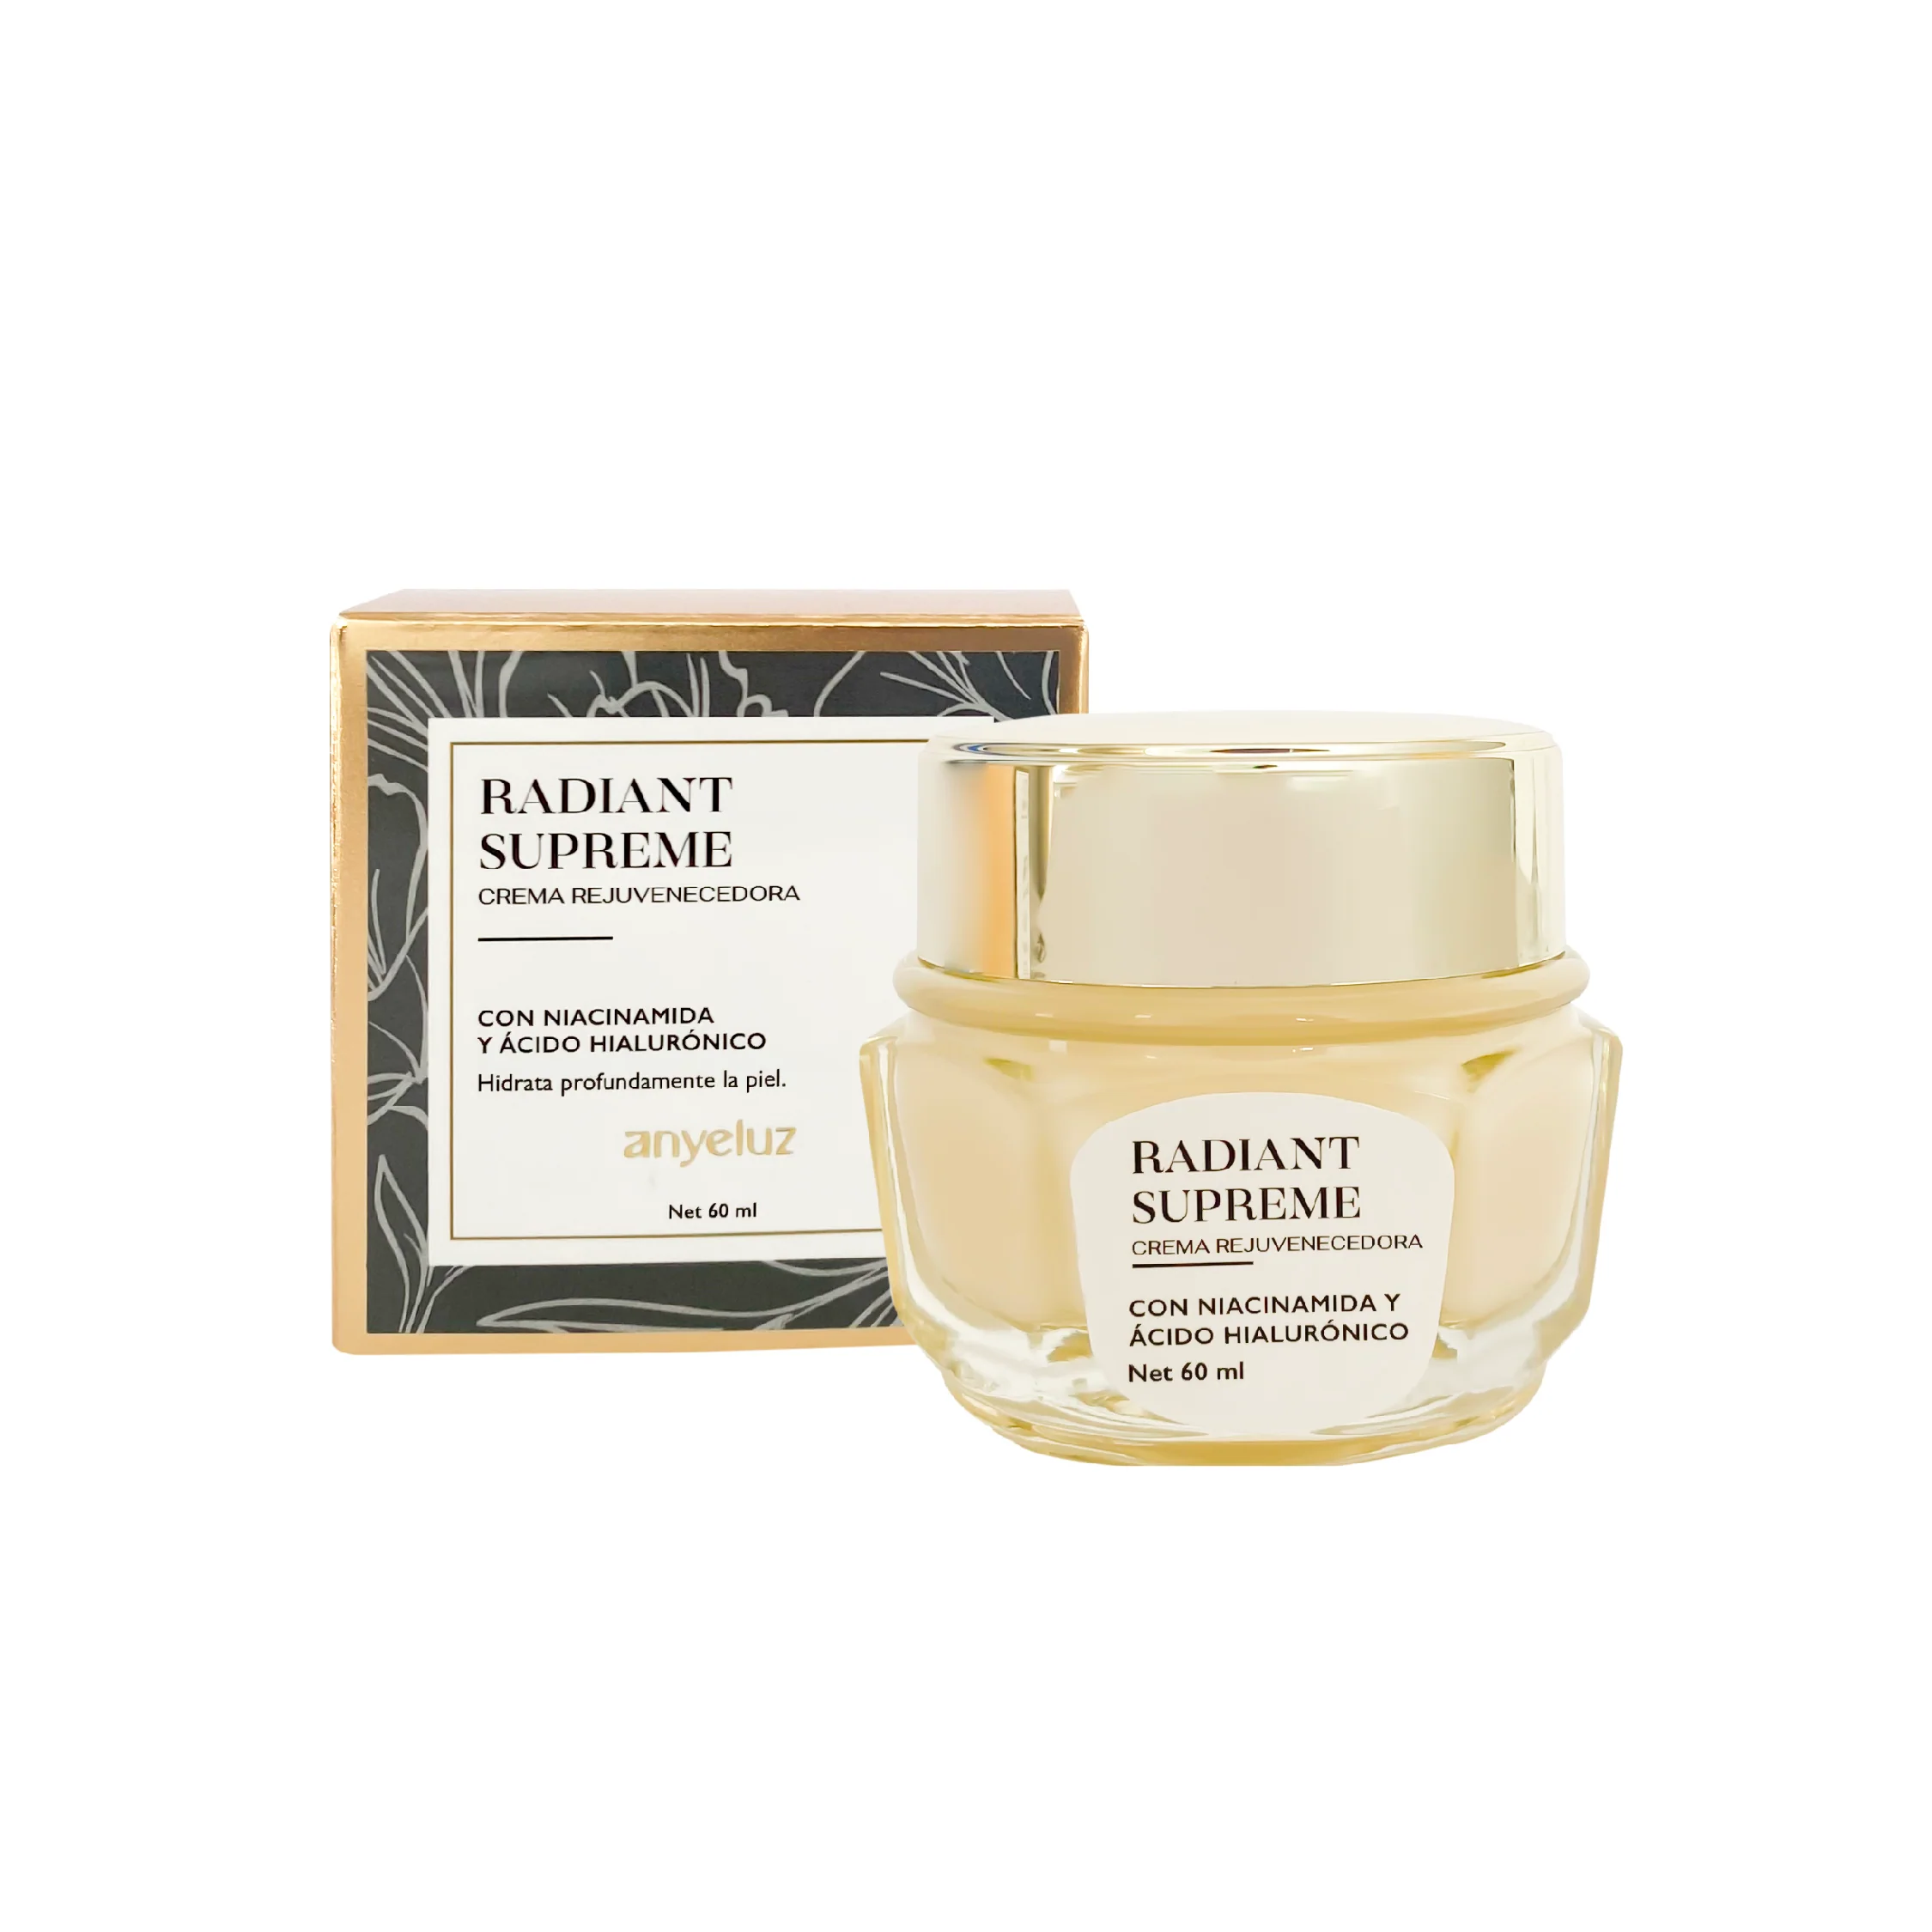 RADIANT
SUPREME
CREMA REJUVENECEDORA
CON NIACINAMIDA
Y ÁCIDO HIALURÓNICO
Hidrata profundamente la piel.
anyeluz
Net 60 ml
RADIANT
SUPREME
CREMA REJUVENECEDORA
CON NIACINAMIDA Y
ÁCIDO HIALURÓNICO
Net 60 ml